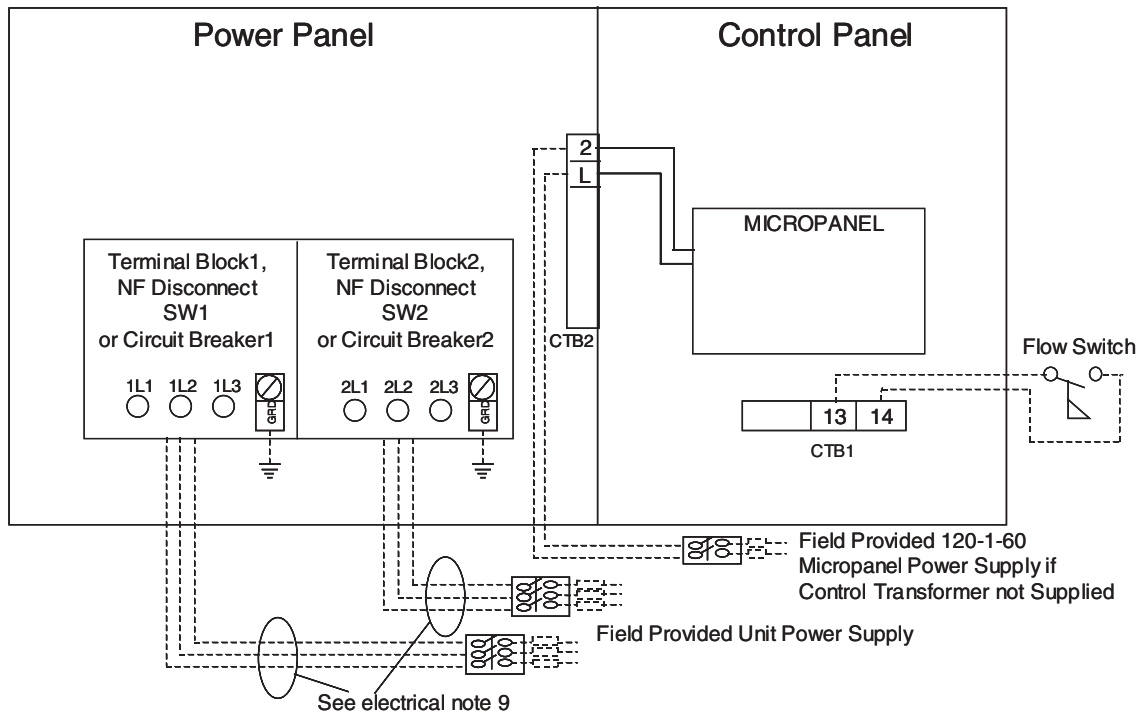 Power Panel
Control Panel
2
L
MICROPANEL
Terminal Block1,
NF Disconnect
SW1
or Circuit Breaker1
Terminal Block2,
NF Disconnect
SW2
or Circuit Breaker2
CTB2
Flow Switch
1L1
1L2
1L3
GRD
2L1
2L2
2L3
GRD
13
14
CTB1
Field Provided 120-1-60
Micropanel Power Supply if
Control Transformer not Supplied
Field Provided Unit Power Supply
See electrical note 9